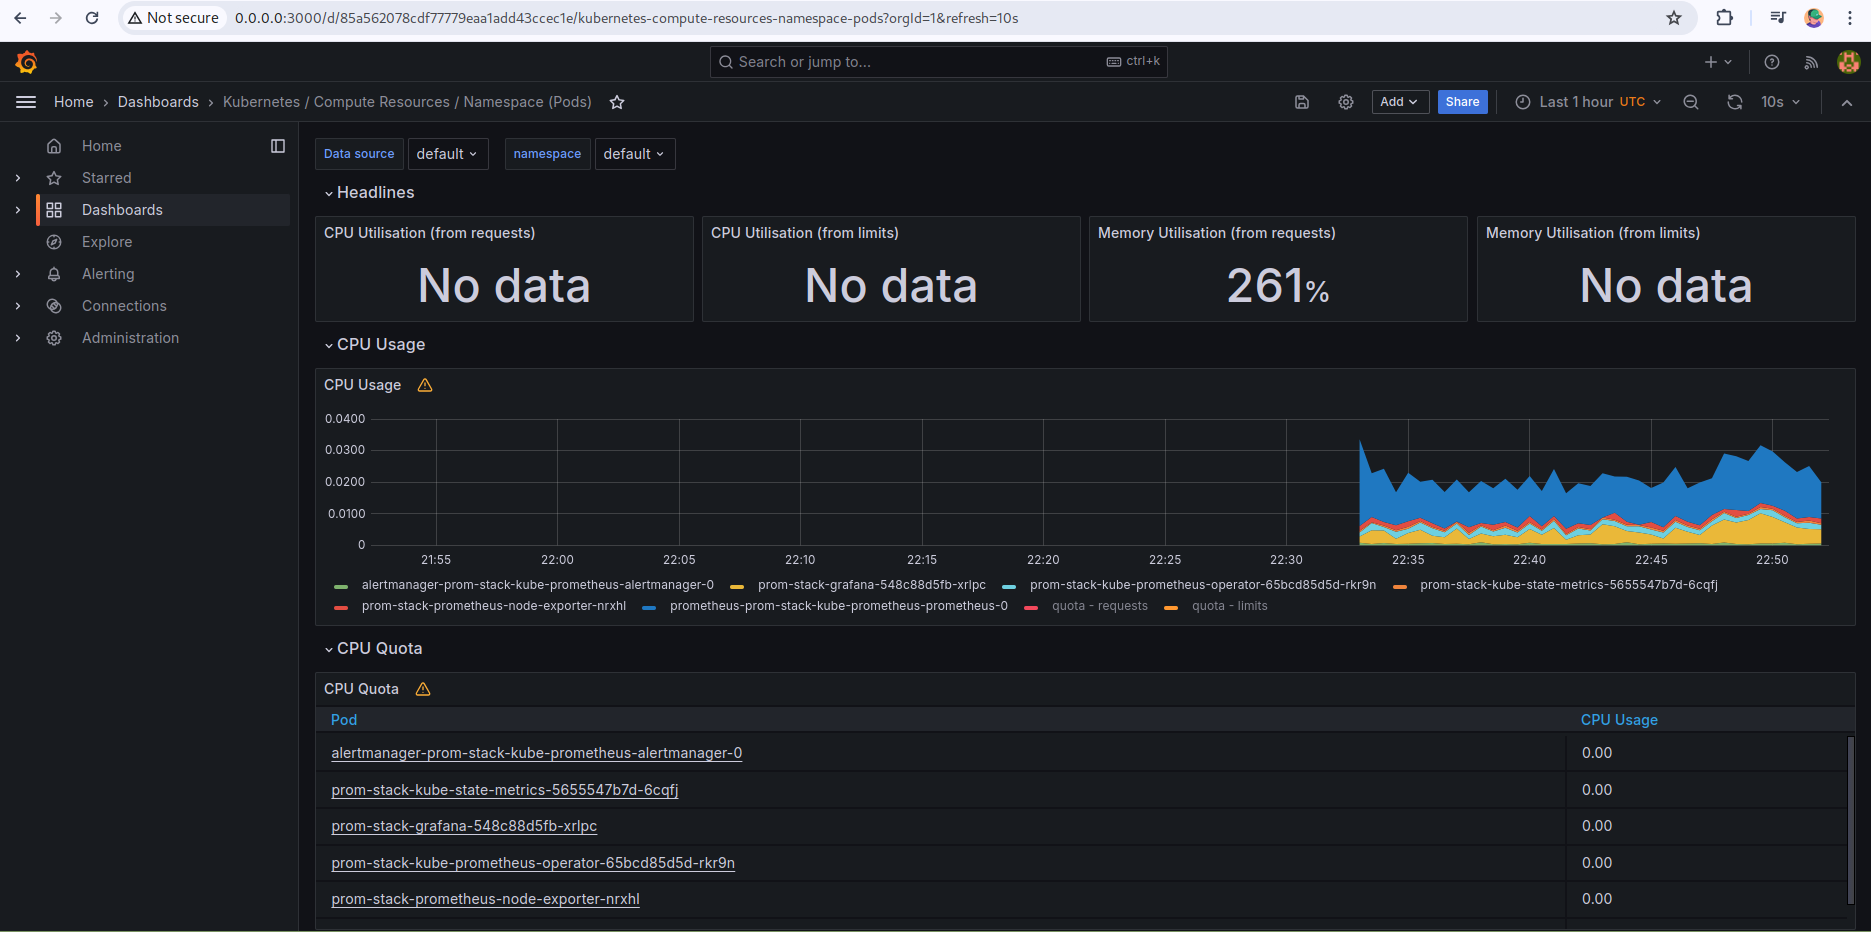 Not secure 0.0.0.0:3000/d/85a562078cdf77779eaa1add43ccec1e/kubernetes-compute-resources-namespace-pods?orgId=1&refresh=10s
Search or jump to... ctrl+k
Home › Dashboards › Kubernetes / Compute Resources / Namespace (Pods) Add Share Last 1 hour UTC 10s
Home
Starred
Dashboards
Explore
Alerting
Connections
Administration
Data source default namespace default
Headlines
CPU Utilisation (from requests) CPU Utilisation (from limits) Memory Utilisation (from requests) Memory Utilisation (from limits)
No data No data 261% No data
CPU Usage
CPU Usage
0.0400
0.0300
0.0200
0.0100
0
21:55 22:00 22:05 22:10 22:15 22:20 22:25 22:30 22:35 22:40 22:45 22:50
alertmanager-prom-stack-kube-prometheus-alertmanager-0 prom-stack-grafana-548c88d5fb-xrlpc prom-stack-kube-prometheus-operator-65bcd85d5d-rkr9n prom-stack-kube-state-metrics-5655547b7d-6cqfj
prom-stack-prometheus-node-exporter-nrxhl prometheus-prom-stack-kube-prometheus-prometheus-0 quota - requests quota - limits
CPU Quota
CPU Quota
Pod CPU Usage
alertmanager-prom-stack-kube-prometheus-alertmanager-0 0.00
prom-stack-kube-state-metrics-5655547b7d-6cqfj 0.00
prom-stack-grafana-548c88d5fb-xrlpc 0.00
prom-stack-kube-prometheus-operator-65bcd85d5d-rkr9n 0.00
prom-stack-prometheus-node-exporter-nrxhl 0.00